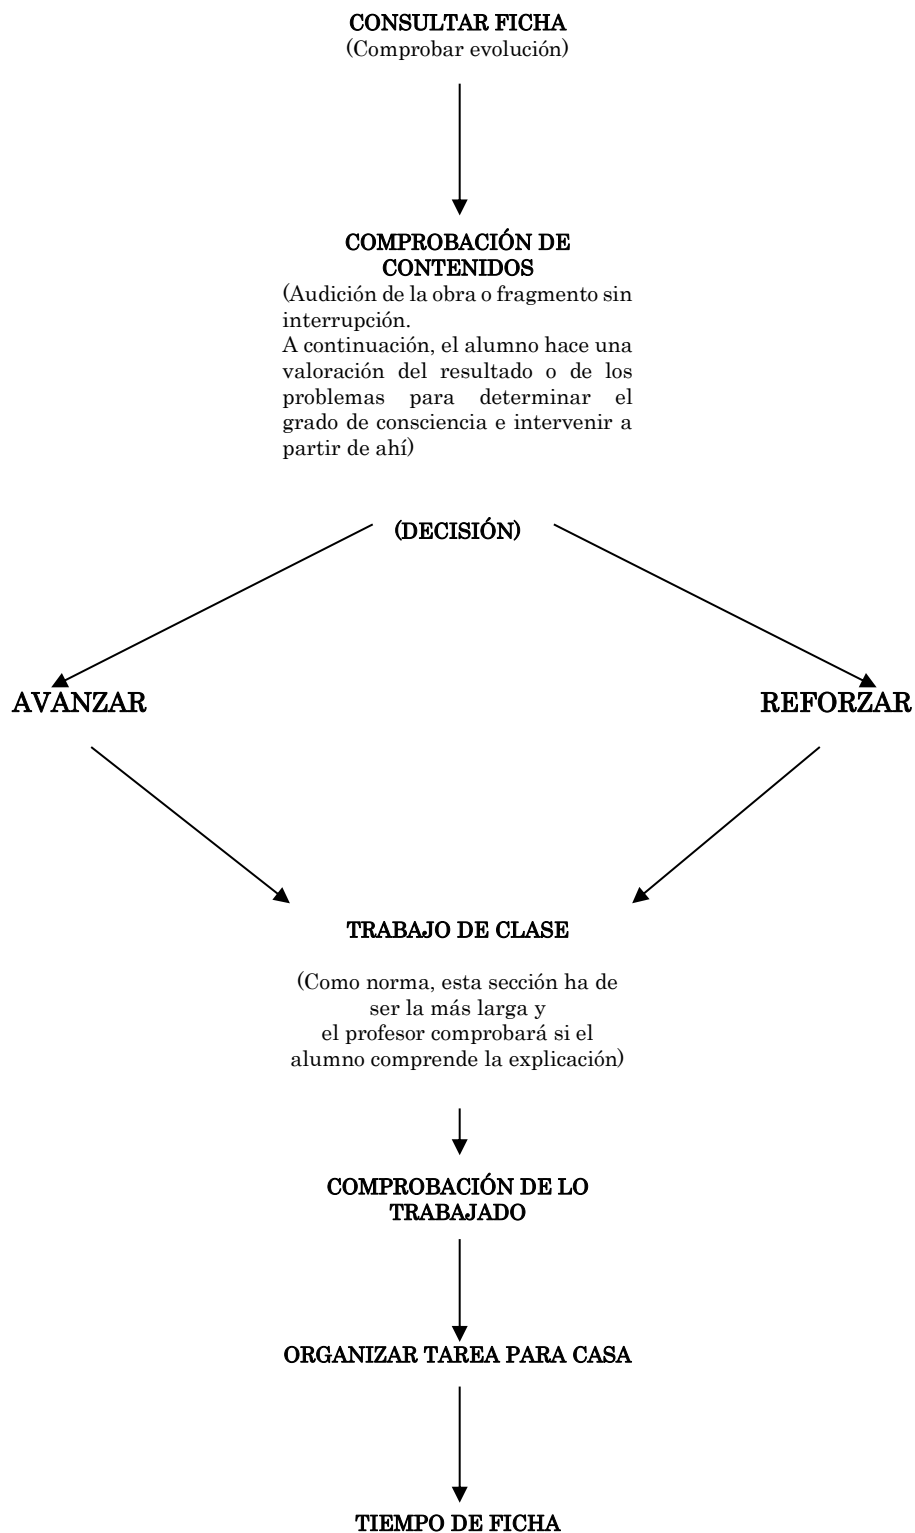 CONSULTAR FICHA
(Comprobar evolución)
COMPROBACIÓN DE
CONTENIDOS
(Audición de la obra o fragmento sin
interrupción.
A continuación, el alumno hace una
valoración del resultado o de los
problemas para determinar el
grado de consciencia e intervenir a
partir de ahí)
(DECISIÓN)
AVANZAR
REFORZAR
TRABAJO DE CLASE
(Como norma, esta sección ha de
ser la más larga y
el profesor comprobará si el
alumno comprende la explicación)
COMPROBACIÓN DE LO
TRABAJADO
ORGANIZAR TAREA PARA CASA
TIEMPO DE FICHA